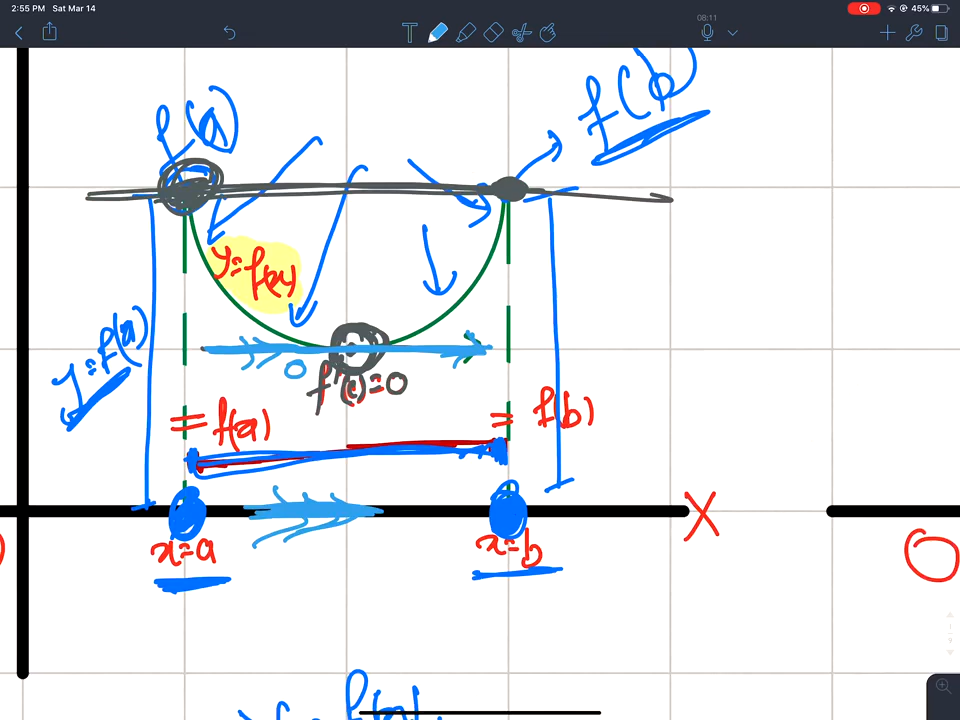 2:55 PM Sat Mar 14
45%
08:11
T
f(a)
f(b)
y=f(x)
y=f(a)
0
f'(c)=0
= f(a)
= f(b)
x=a
x=b
X